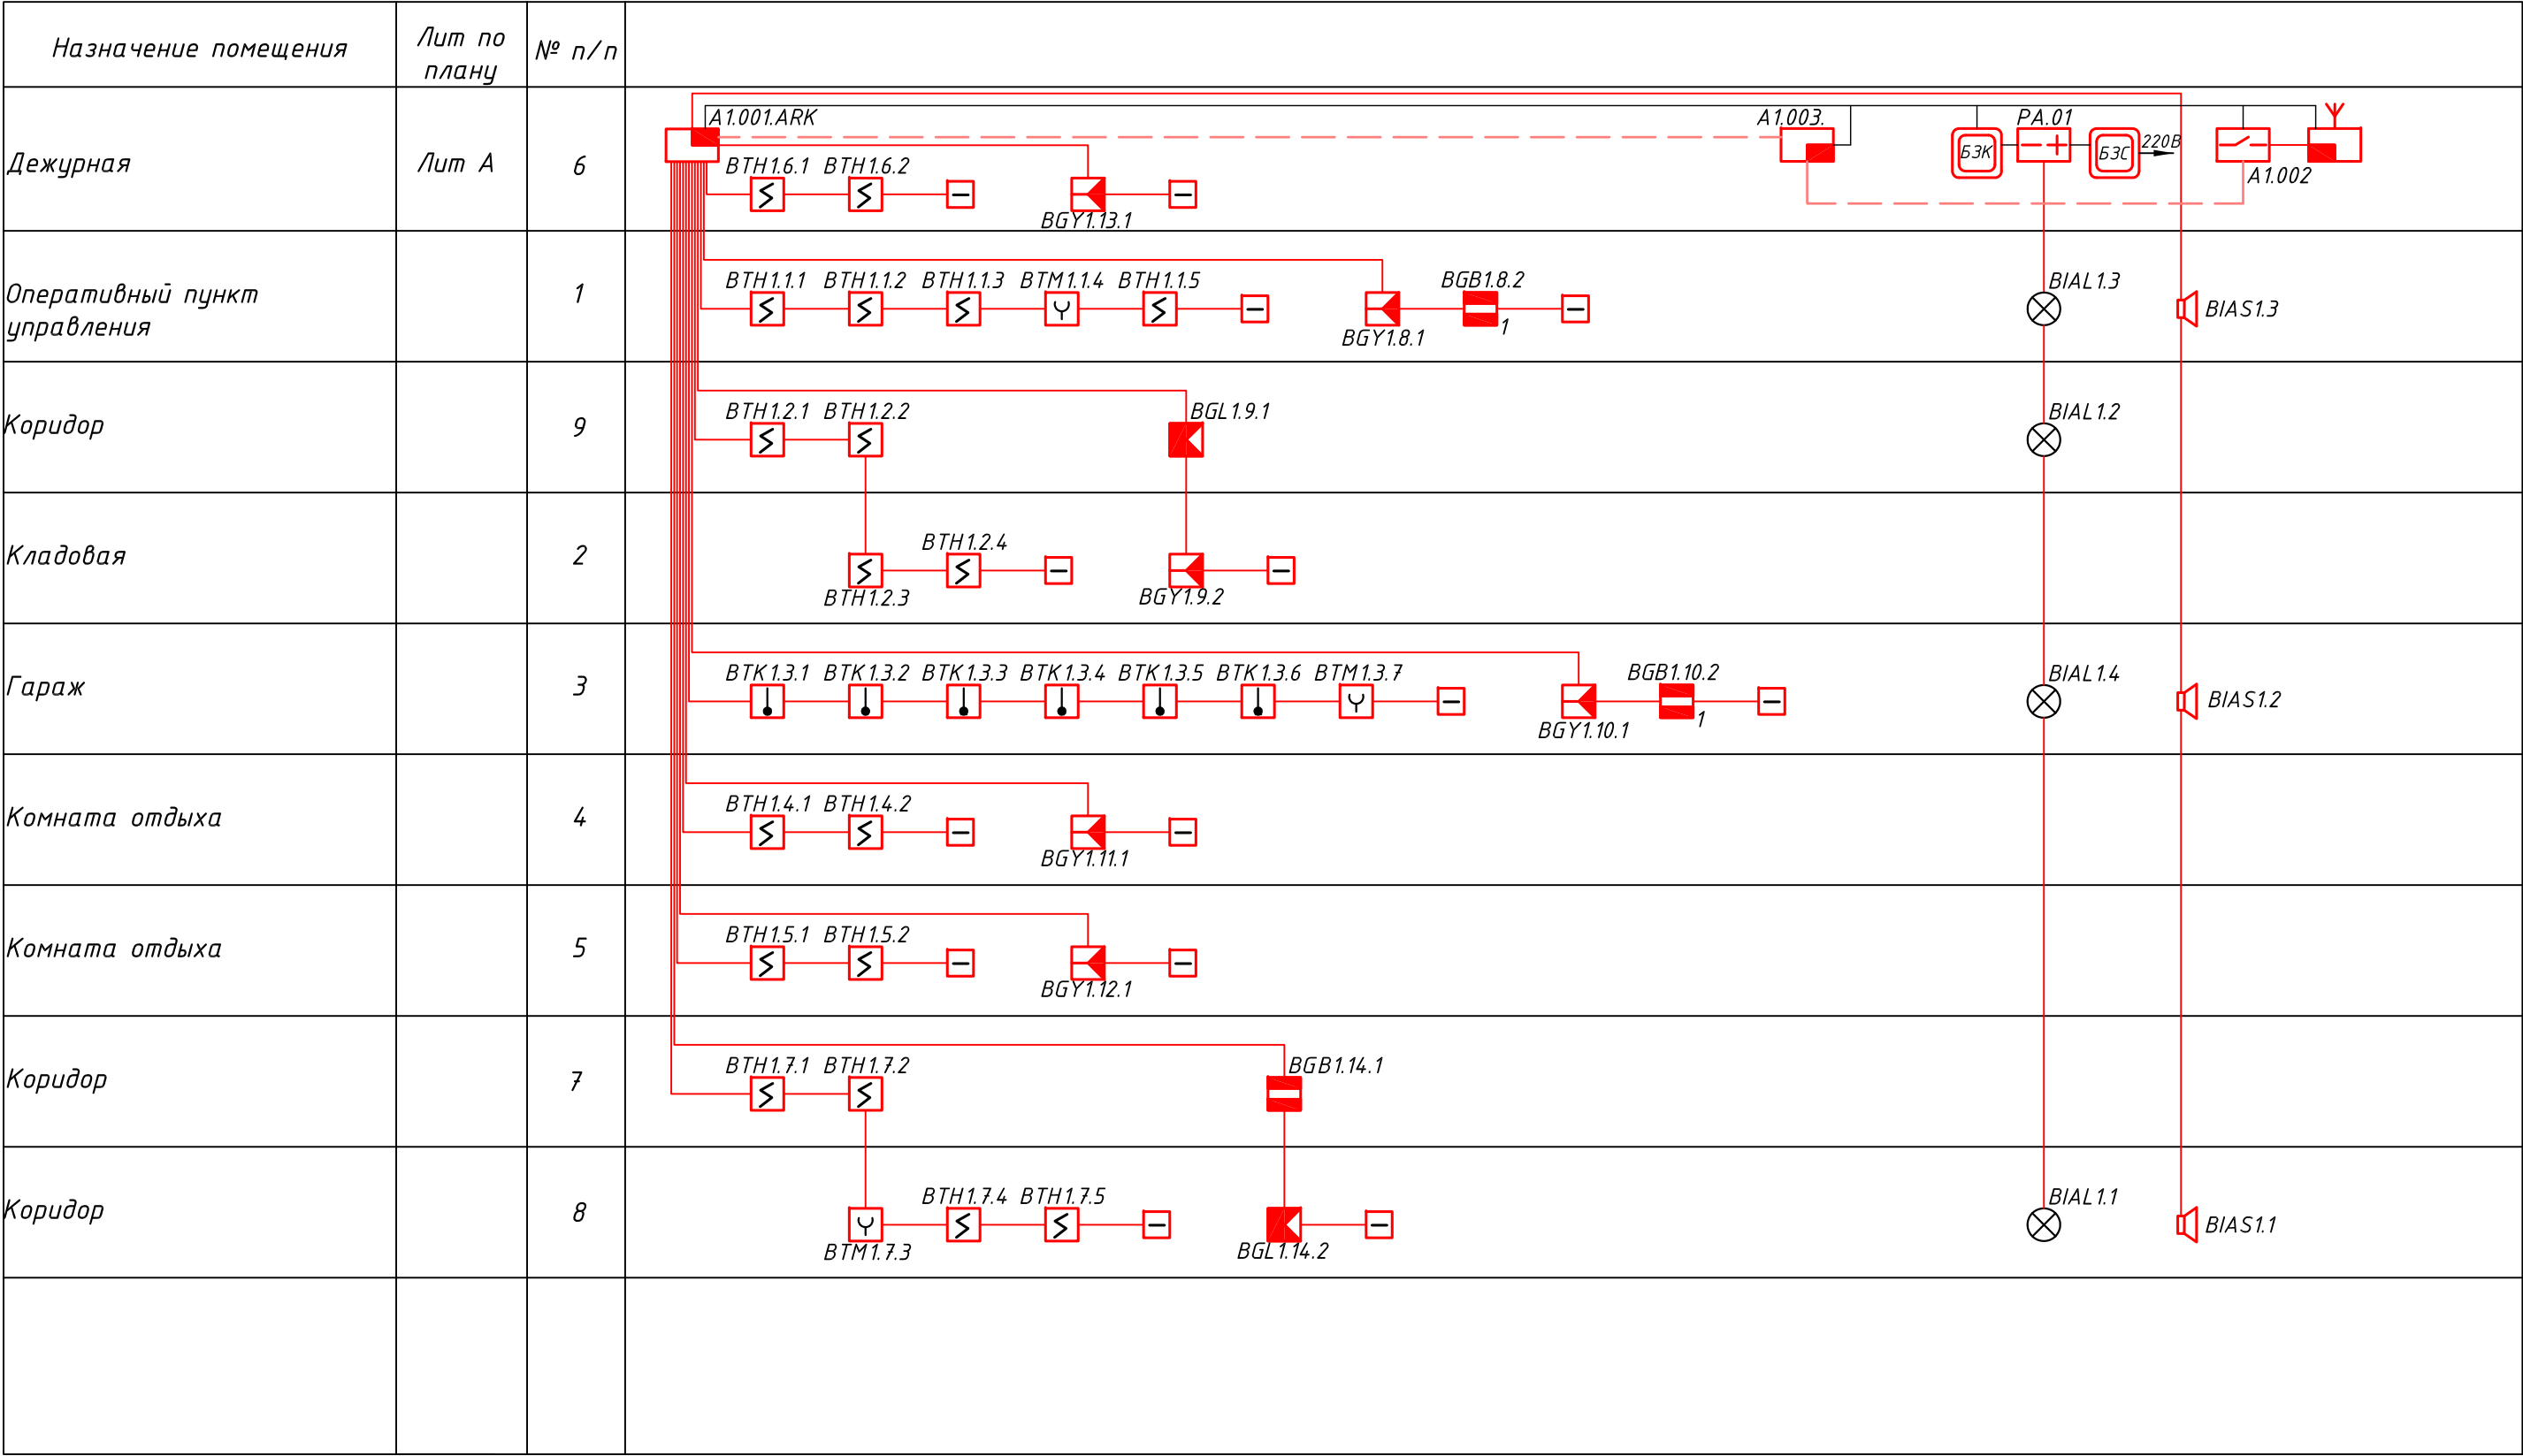 Назначение помещения
Лит по
плану
№ п/п
Дежурная
Лит А
6
A1.001.ARK
A1.003.
PA.01
БЗК
БЗС
220В
A1.002
BTH1.6.1 BTH1.6.2
BGY1.13.1
Оперативный пункт
управления
1
BTH1.1.1 BTH1.1.2 BTH1.1.3 BTM1.1.4 BTH1.1.5
BGB1.8.2
BGY1.8.1
1
BIAL1.3
BIAS1.3
Коридор
9
BTH1.2.1 BTH1.2.2
BGL1.9.1
BIAL1.2
Кладовая
2
BTH1.2.4
BTH1.2.3
BGY1.9.2
Гараж
3
BTK1.3.1 BTK1.3.2 BTK1.3.3 BTK1.3.4 BTK1.3.5 BTK1.3.6 BTM1.3.7
BGB1.10.2
BGY1.10.1
1
BIAL1.4
BIAS1.2
Комната отдыха
4
BTH1.4.1 BTH1.4.2
BGY1.11.1
Комната отдыха
5
BTH1.5.1 BTH1.5.2
BGY1.12.1
Коридор
7
BTH1.7.1 BTH1.7.2
BGB1.14.1
Коридор
8
BTH1.7.4 BTH1.7.5
BTM1.7.3
BGL1.14.2
BIAL1.1
BIAS1.1